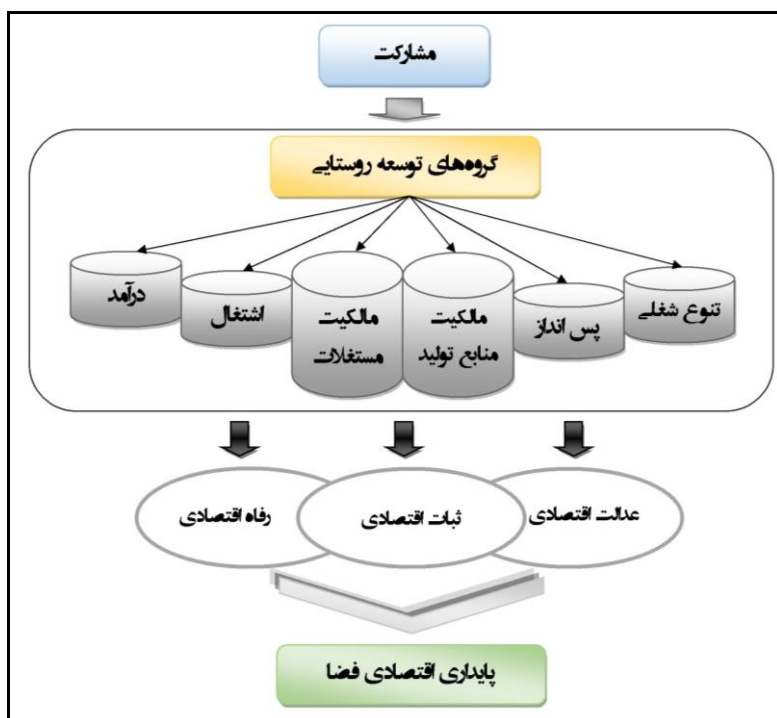 مشارکت
گروه‌های توسعه روستایی
تنوع شغلی
پس انداز
مالکیت
منابع تولید
مالکیت
مستغلات
اشتغال
درآمد
عدالت اقتصادی
ثبات اقتصادی
رفاه اقتصادی
پایداری اقتصادی فضا